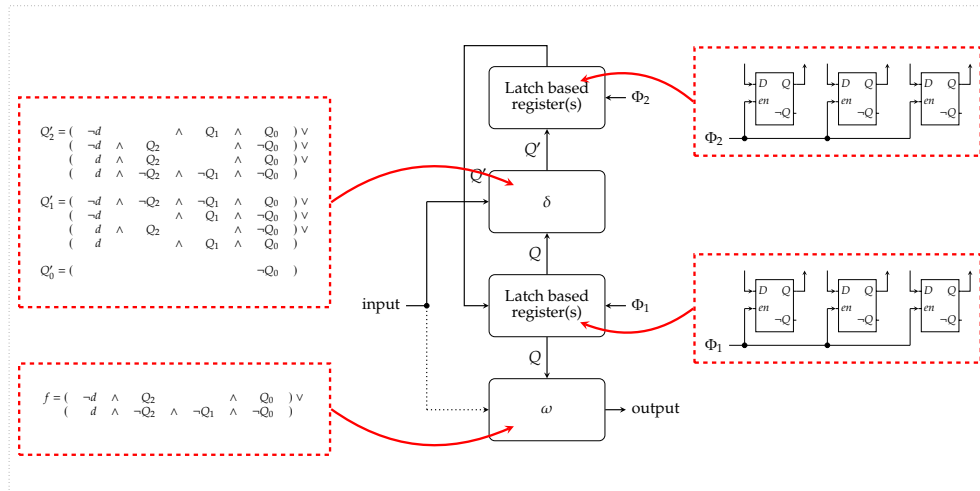 Q′₂ = ( ¬d ∧ Q₁ ∧ Q₀ ) ∨
( ¬d ∧ Q₂ ∧ ¬Q₀ ) ∨
( d ∧ Q₂ ∧ Q₀ ) ∨
( d ∧ ¬Q₂ ∧ ¬Q₁ ∧ ¬Q₀ )
Q′₁ = ( ¬d ∧ ¬Q₂ ∧ ¬Q₁ ∧ Q₀ ) ∨
( ¬d ∧ Q₁ ∧ ¬Q₀ ) ∨
( d ∧ Q₂ ∧ ¬Q₀ ) ∨
( d ∧ Q₁ ∧ Q₀ )
Q′₀ = ( ¬Q₀ )
f = ( ¬d ∧ Q₂ ∧ Q₀ ) ∨
( d ∧ ¬Q₂ ∧ ¬Q₁ ∧ ¬Q₀ )
Latch based
register(s)
Φ₂
Q′
Q′
δ
Q
input
Latch based
register(s)
Φ₁
Q
ω
output
D Q D Q D Q
en en en
¬Q ¬Q ¬Q
Φ₂
D Q D Q D Q
en en en
¬Q ¬Q ¬Q
Φ₁